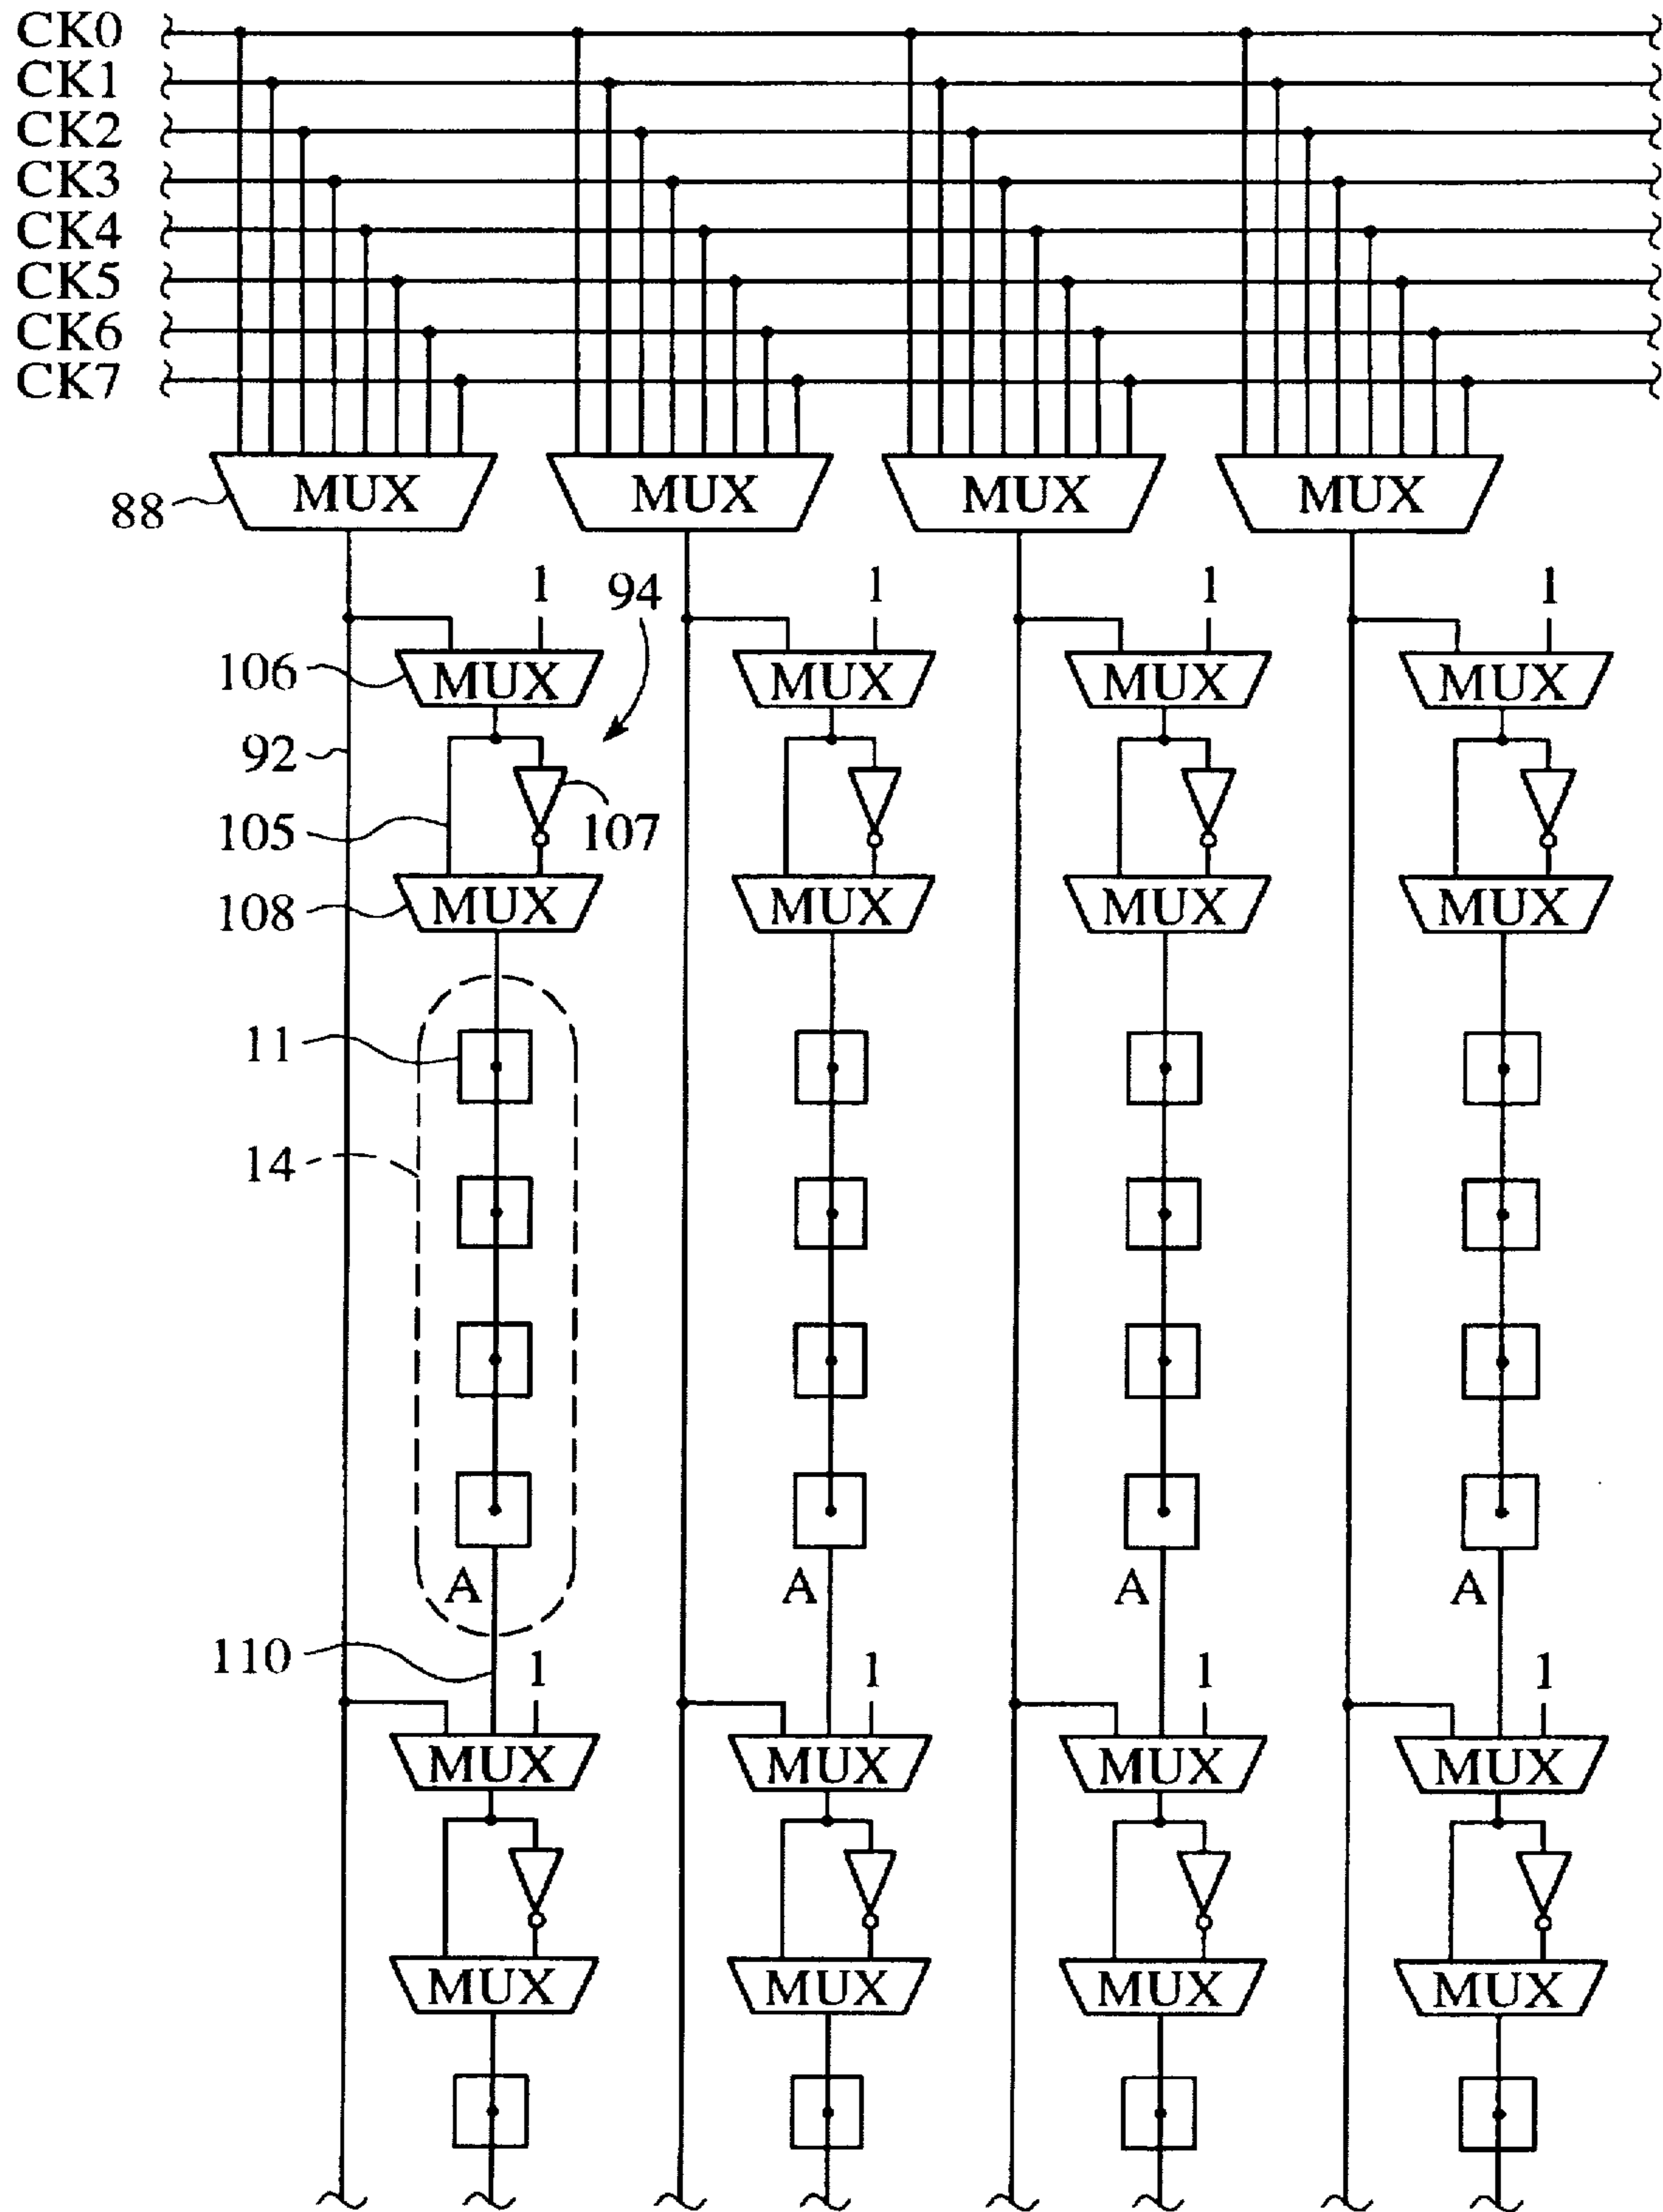 CK0
CK1
CK2
CK3
CK4
CK5
CK6
CK7
88 MUX MUX MUX MUX
1 94 1 1 1
106 MUX MUX MUX MUX
92
105 107
108 MUX MUX MUX MUX
11
14
A A A A
110 1 1 1 1
MUX MUX MUX MUX
MUX MUX MUX MUX